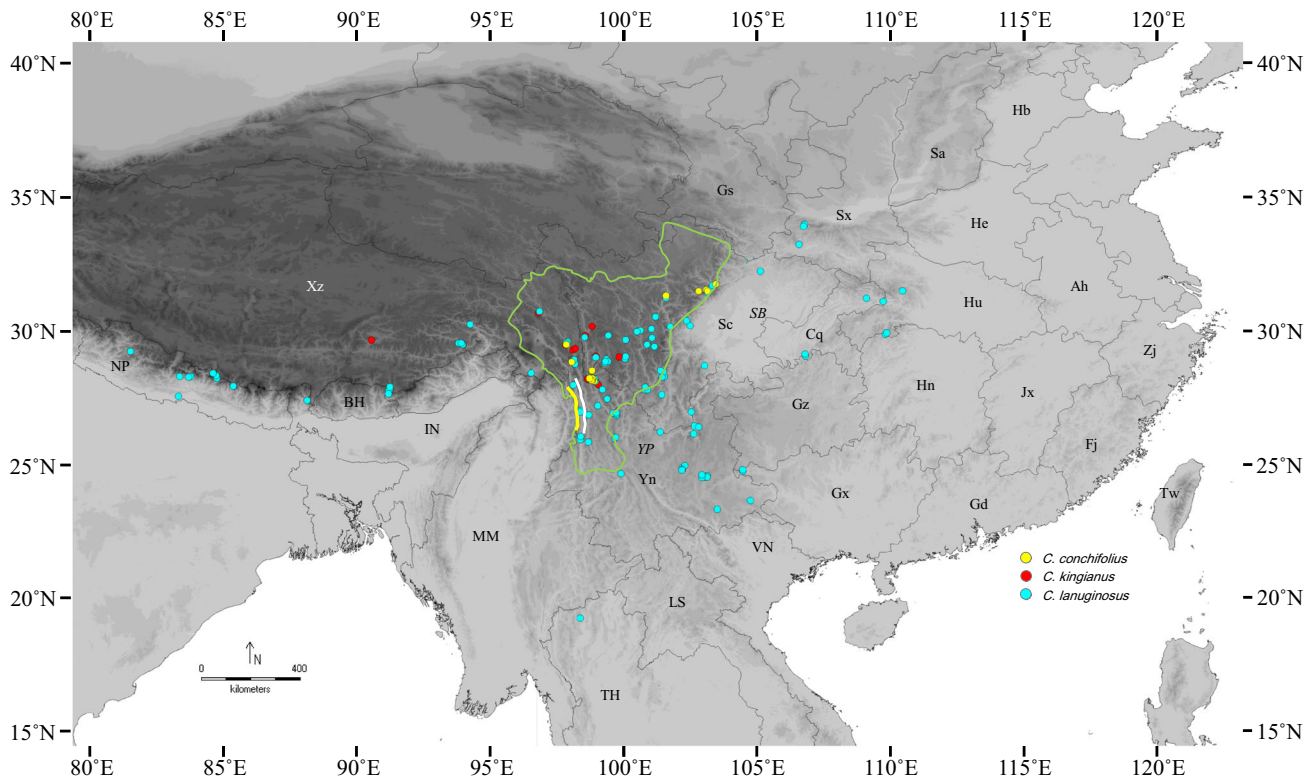 80°E 85°E 90°E 95°E 100°E 105°E 110°E 115°E 120°E
40°N 40°N
Hb
Sa
35°N Gs 35°N
Sx
He
Xz
Ah
Hu
SB
Sc
30°N Cq 30°N
Zj
NP
Hn
Jx
BH
Gz
IN
Fj
YP
25°N Yn 25°N
Gx
Tw
Gd
MM
VN
C. conchifolius
C. kingianus
C. lanuginosus
20°N LS 20°N
N
0 400
kilometers
TH
15°N 15°N
80°E 85°E 90°E 95°E 100°E 105°E 110°E 115°E 120°E